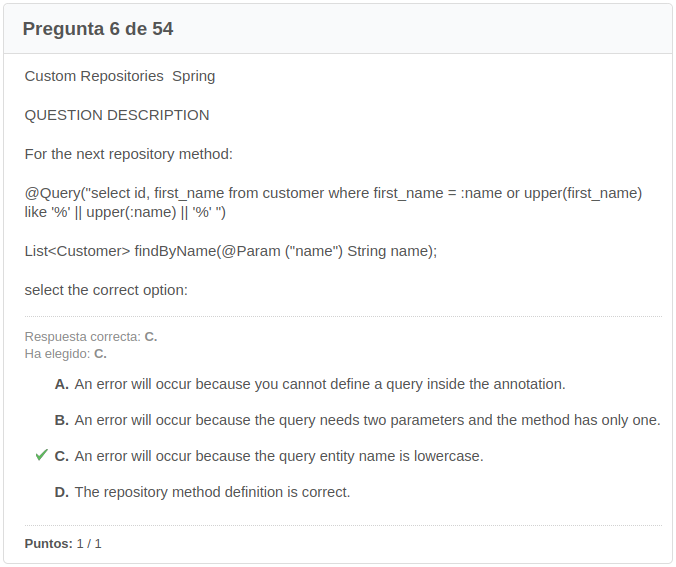 Pregunta 6 de 54
Custom Repositories  Spring
QUESTION DESCRIPTION
For the next repository method:
@Query("select id, first_name from customer where first_name = :name or upper(first_name)
like '%' || upper(:name) || '%' ")
List<Customer> findByName(@Param ("name") String name);
select the correct option:
Respuesta correcta: C.
Ha elegido: C.
A. An error will occur because you cannot define a query inside the annotation.
B. An error will occur because the query needs two parameters and the method has only one.
C. An error will occur because the query entity name is lowercase.
D. The repository method definition is correct.
Puntos: 1 / 1